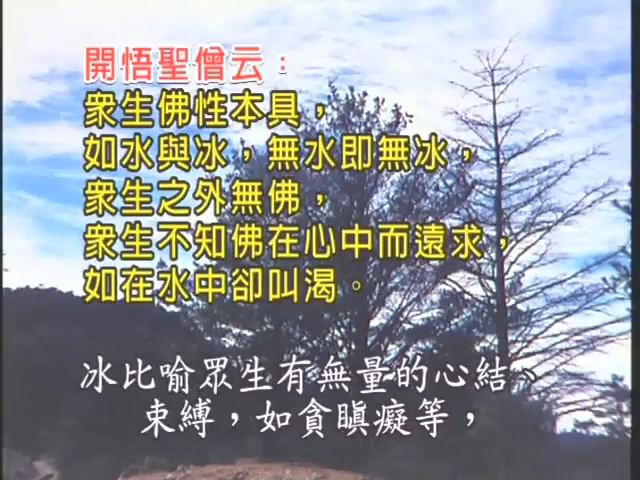 開悟聖僧云：
衆生佛性本具，
如水與冰，無水即無冰，
衆生之外無佛，
衆生不知佛在心中而遠求，
如在水中卻叫渴。
冰比喻眾生有無量的心結、
束縛，如貪瞋癡等，